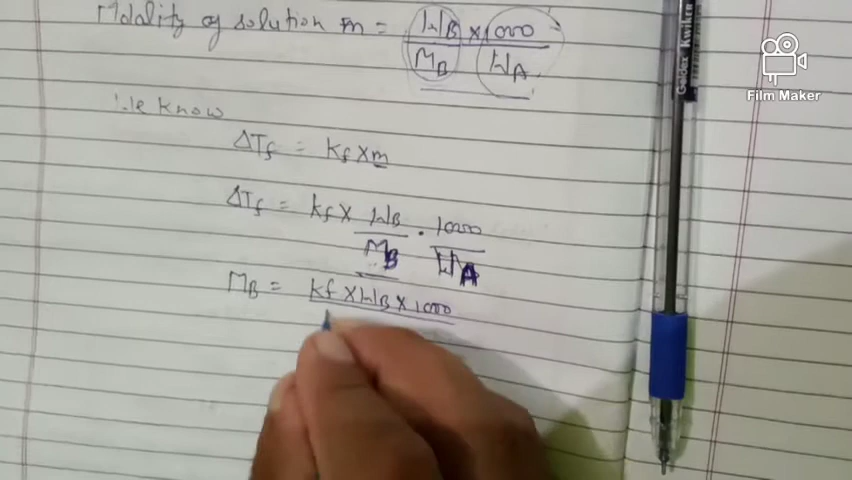 Molality of solution m = WB/MB × 1000/WA
We know
ΔTf = Kf × m
ΔTf = Kf × WB/MB . 1000/WA
MB = Kf × WB × 1000
Film Maker